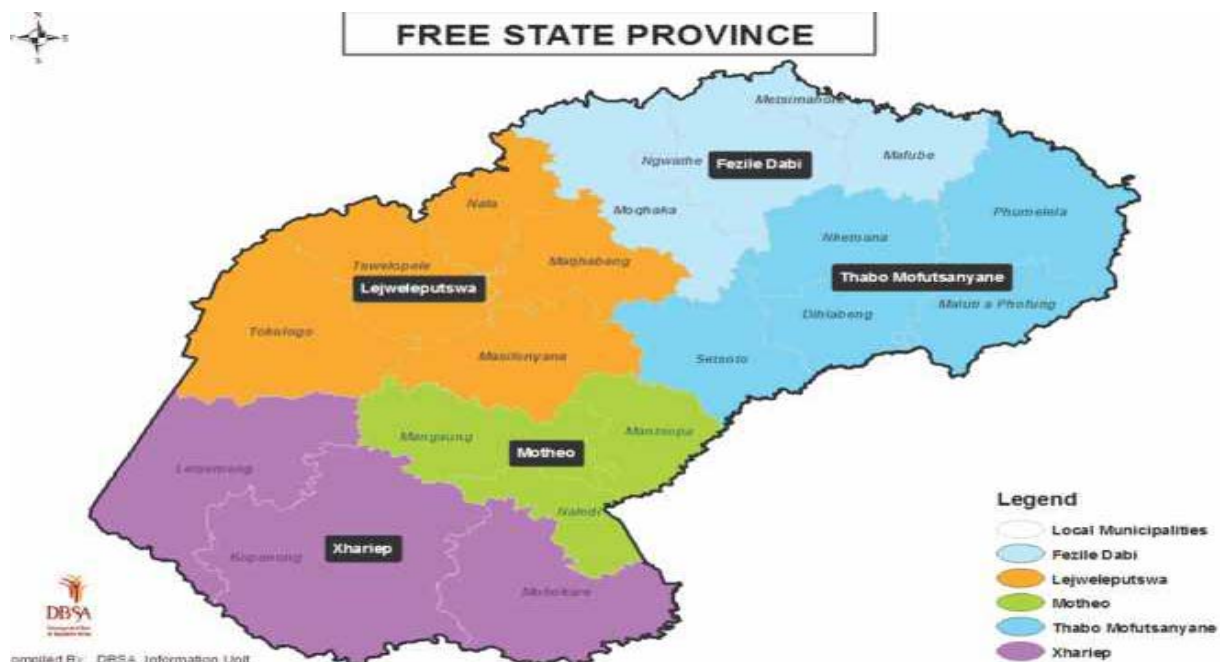 FREE STATE PROVINCE
Metsimaholo
Ngwathe
Fezile Dabi
Mafube
Moqhaka
Nala
Phumelela
Tswelopele
Lejweleputswa
Thabo Mofutsanyane
Dihlabeng
Maluti a Phofung
Tokologo
Masilonyana
Setsoto
Mangaung
Mantsopa
Motheo
Letsemeng
Naledi
Kopanong
Xhariep
Mohokare
Legend
Local Municipalities
Fezile Dabi
Lejweleputswa
Motheo
Thabo Mofutsanyane
Xhariep
DBSA
ompiled By: DBSA Information Unit